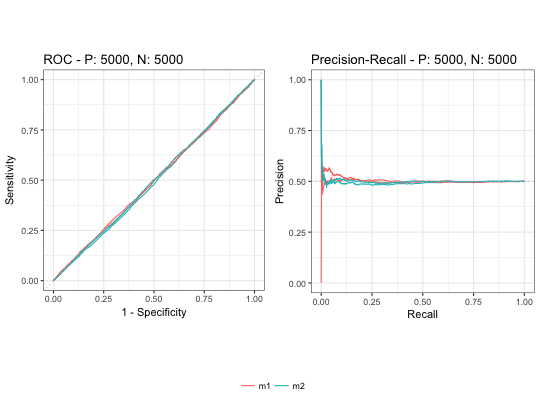 ROC - P: 5000, N: 5000
Sensitivity
1.00
0.75
0.50
0.25
0.00
0.00 0.25 0.50 0.75 1.00
1 - Specificity
Precision-Recall - P: 5000, N: 5000
Precision
1.00
0.75
0.50
0.25
0.00
0.00 0.25 0.50 0.75 1.00
Recall
m1 m2